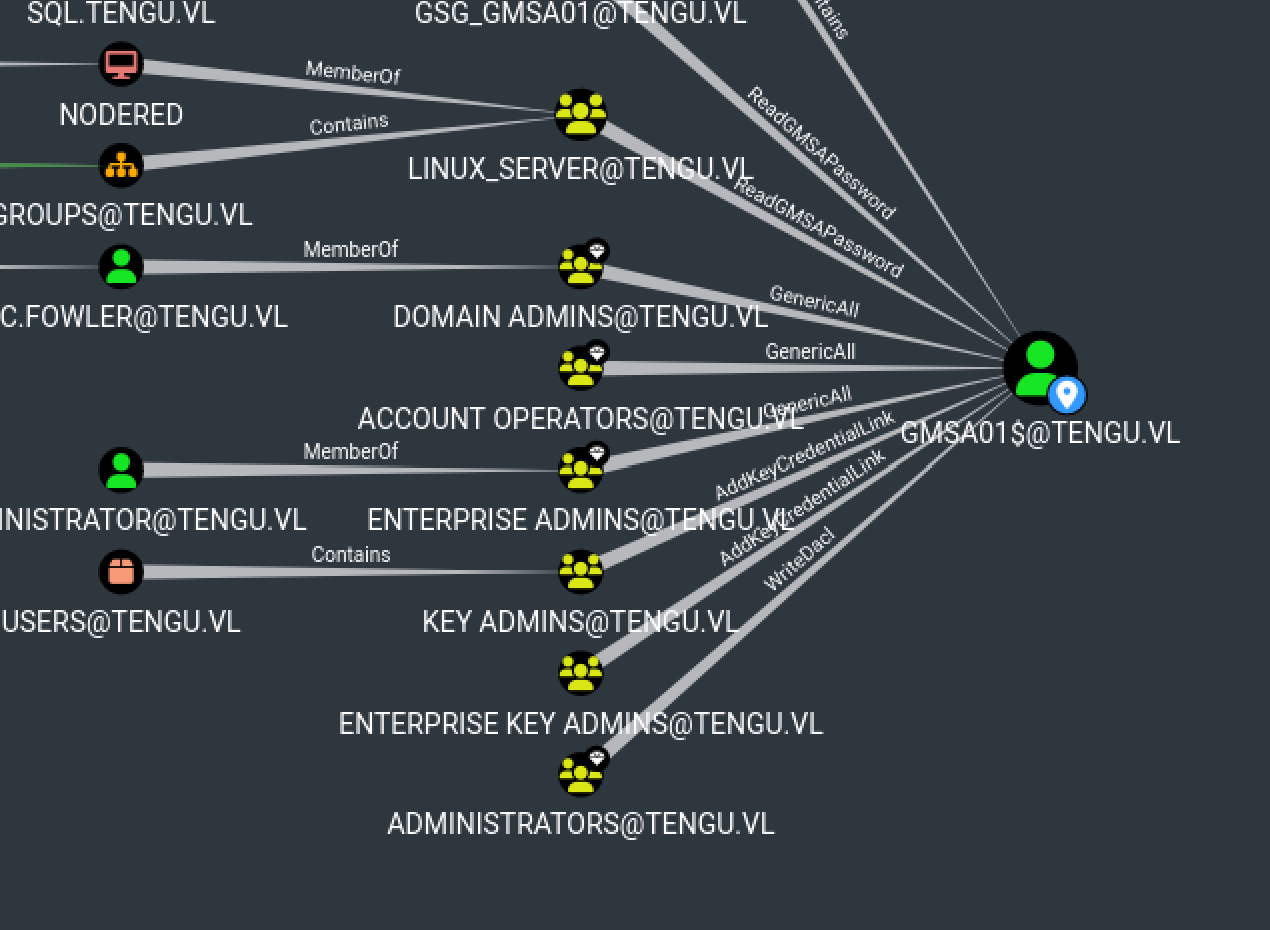 SQL.TENGU.VL
GSG_GMSA01@TENGU.VL
MemberOf
NODERED
Contains
ReadGMSAPassword
LINUX_SERVER@TENGU.VL
ReadGMSAPassword
GROUPS@TENGU.VL
MemberOf
GenericAll
C.FOWLER@TENGU.VL
DOMAIN ADMINS@TENGU.VL
GenericAll
GenericAll
ACCOUNT OPERATORS@TENGU.VL
GMSA01$@TENGU.VL
MemberOf
AddKeyCredentialLink
INISTRATOR@TENGU.VL
ENTERPRISE ADMINS@TENGU.VL
AddKeyCredentialLink
Contains
WriteDacl
USERS@TENGU.VL
KEY ADMINS@TENGU.VL
ENTERPRISE KEY ADMINS@TENGU.VL
ADMINISTRATORS@TENGU.VL